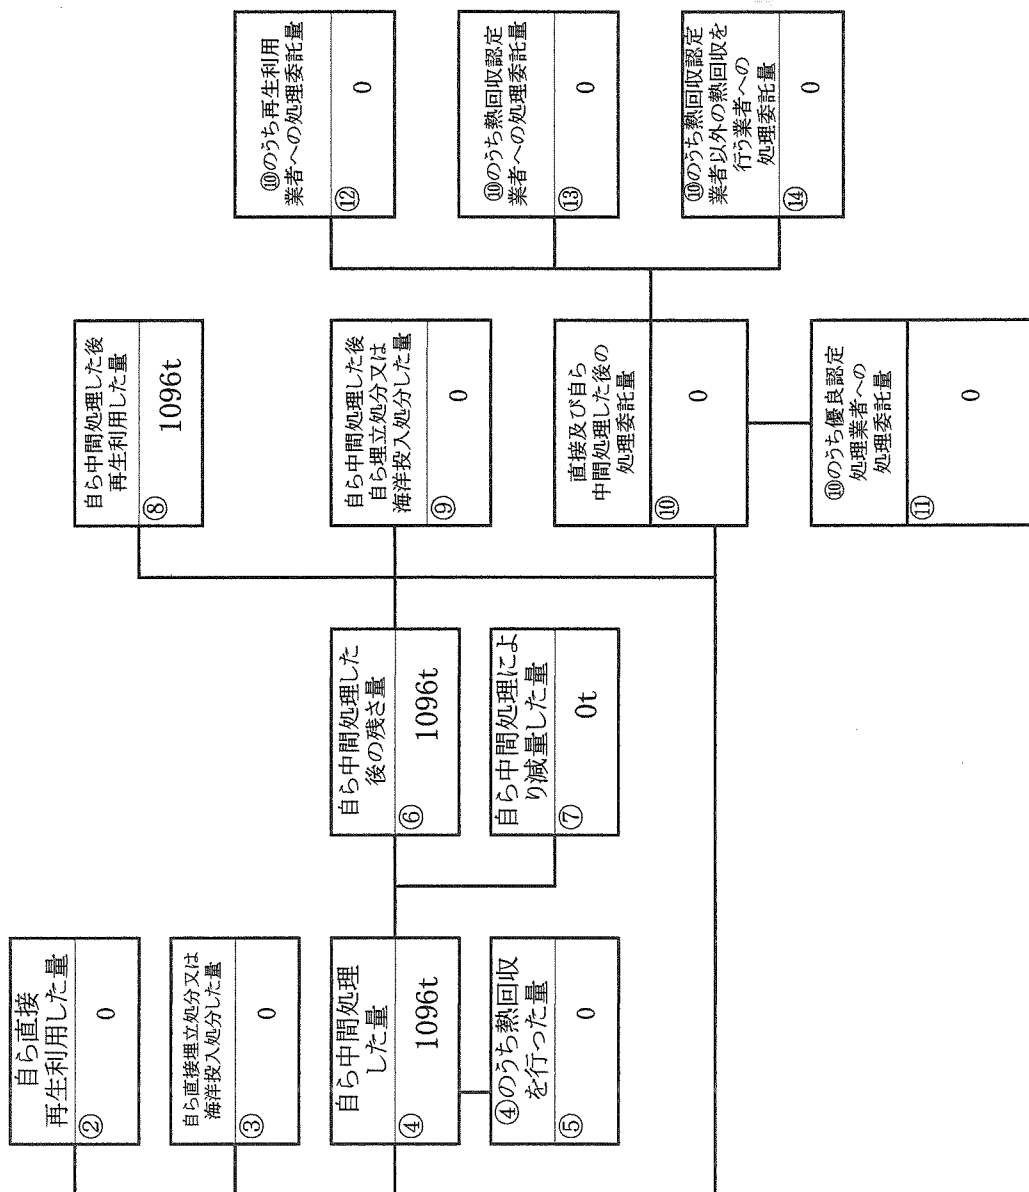 自ら直接
再生利用した量
②
0
自ら直接埋立処分又は
海洋投入処分した量
③
0
自ら中間処理
した量
④
1096t
④のうち熱回収
を行った量
⑤
0
自ら中間処理した
後の残さ量
⑥
1096t
自ら中間処理によ
り減量した量
⑦
0t
自ら中間処理した後
再生利用した量
⑧
1096t
自ら中間処理した後
自ら埋立処分又は
海洋投入処分した量
⑨
0
直接及び自ら
中間処理した後の
処理委託量
⑩
0
⑩のうち優良認定
処理業者への
処理委託量
⑪
0
⑩のうち再生利用
業者への処理委託量
⑫
0
⑩のうち熱回収認定
業者への処理委託量
⑬
0
⑩のうち熱回収認定
業者以外の熱回収を
行う業者への
処理委託量
⑭
0